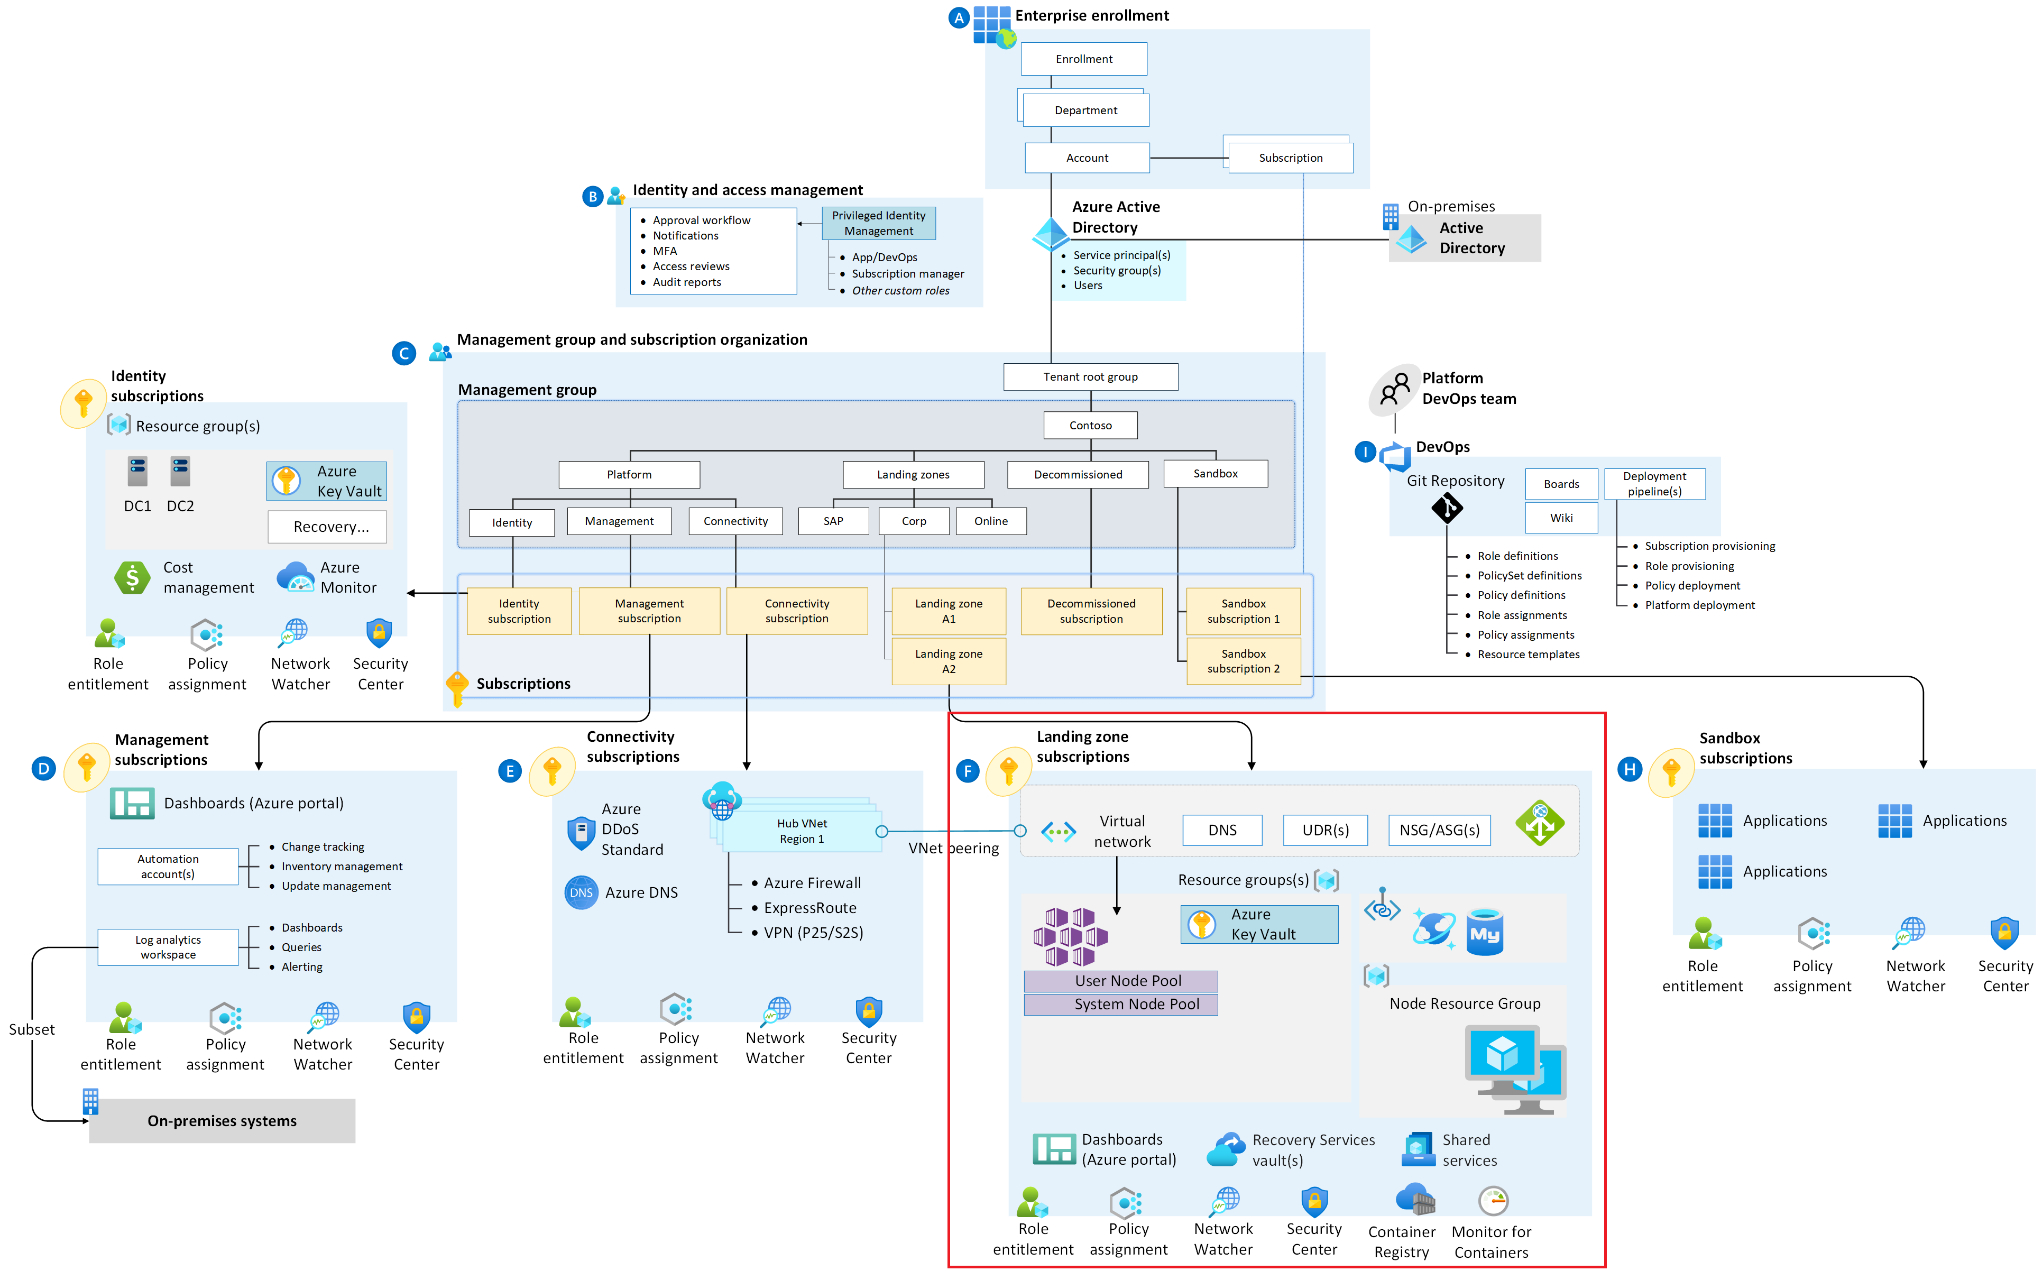 A
Enterprise enrollment
Enrollment
Department
Account
Subscription
B
Identity and access management
Approval workflow
Notifications
MFA
Access reviews
Audit reports
Privileged Identity
Management
App/DevOps
Subscription manager
Other custom roles
Azure Active
Directory
Service principal(s)
Security group(s)
Users
On-premises
Active
Directory
C
Management group and subscription organization
Tenant root group
Management group
Contoso
Platform
Landing zones
Decommissioned
Sandbox
Identity
Management
Connectivity
SAP
Corp
Online
Identity
subscription
Management
subscription
Connectivity
subscription
Landing zone
A1
Landing zone
A2
Decommissioned
subscription
Sandbox
subscription 1
Sandbox
subscription 2
Subscriptions
Identity
subscriptions
Resource group(s)
DC1
DC2
Azure
Key Vault
Recovery...
Cost
management
Azure
Monitor
Role
entitlement
Policy
assignment
Network
Watcher
Security
Center
Platform
DevOps team
I
DevOps
Git Repository
Boards
Wiki
Deployment
pipeline(s)
Role definitions
PolicySet definitions
Policy definitions
Role assignments
Policy assignments
Resource templates
Subscription provisioning
Role provisioning
Policy deployment
Platform deployment
D
Management
subscriptions
Dashboards (Azure portal)
Automation
account(s)
Change tracking
Inventory management
Update management
Log analytics
workspace
Dashboards
Queries
Alerting
Subset
Role
entitlement
Policy
assignment
Network
Watcher
Security
Center
On-premises systems
E
Connectivity
subscriptions
Azure
DDoS
Standard
DNS
Azure DNS
Hub VNet
Region 1
Azure Firewall
ExpressRoute
VPN (P25/S2S)
VNet peering
Role
entitlement
Policy
assignment
Network
Watcher
Security
Center
F
Landing zone
subscriptions
Virtual
network
DNS
UDR(s)
NSG/ASG(s)
Resource groups(s)
Azure
Key Vault
My
User Node Pool
System Node Pool
Node Resource Group
Dashboards
(Azure portal)
Recovery Services
vault(s)
Shared
services
Role
entitlement
Policy
assignment
Network
Watcher
Security
Center
Container
Registry
Monitor for
Containers
H
Sandbox
subscriptions
Applications
Applications
Applications
Role
entitlement
Policy
assignment
Network
Watcher
Security
Center